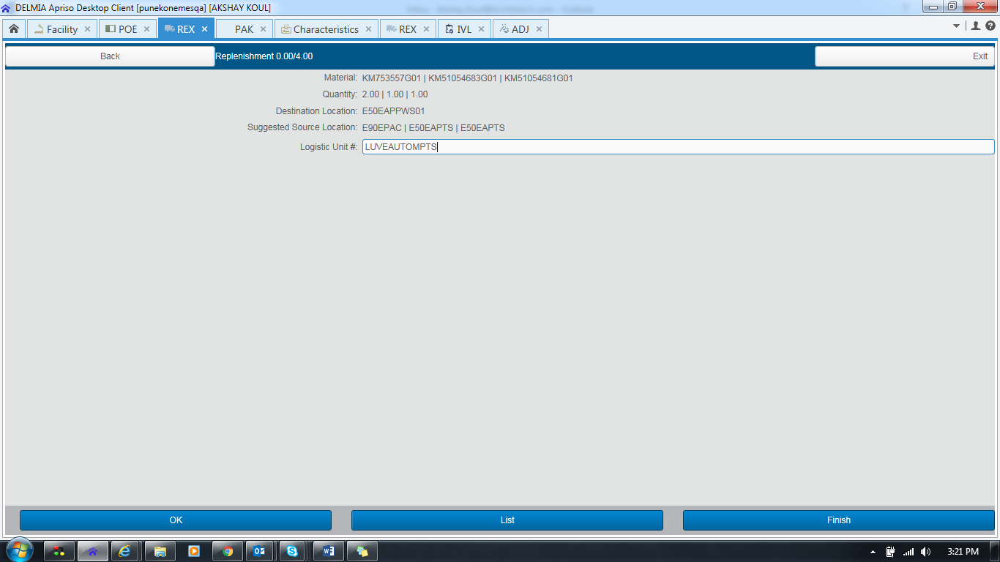 DELMIA Apriso Desktop Client [punekonemesqa] [AKSHAY KOUL]
Facility POE REX PAK Characteristics REX IVL ADJ
Back Replenishment 0.00/4.00 Exit
Material: KM753557G01 | KM51054683G01 | KM51054681G01
Quantity: 2.00 | 1.00 | 1.00
Destination Location: E50EAPPWS01
Suggested Source Location: E90EPAC | E50EAPTS | E50EAPTS
Logistic Unit #: LUVEAUTOMPTS
OK List Finish
3:21 PM